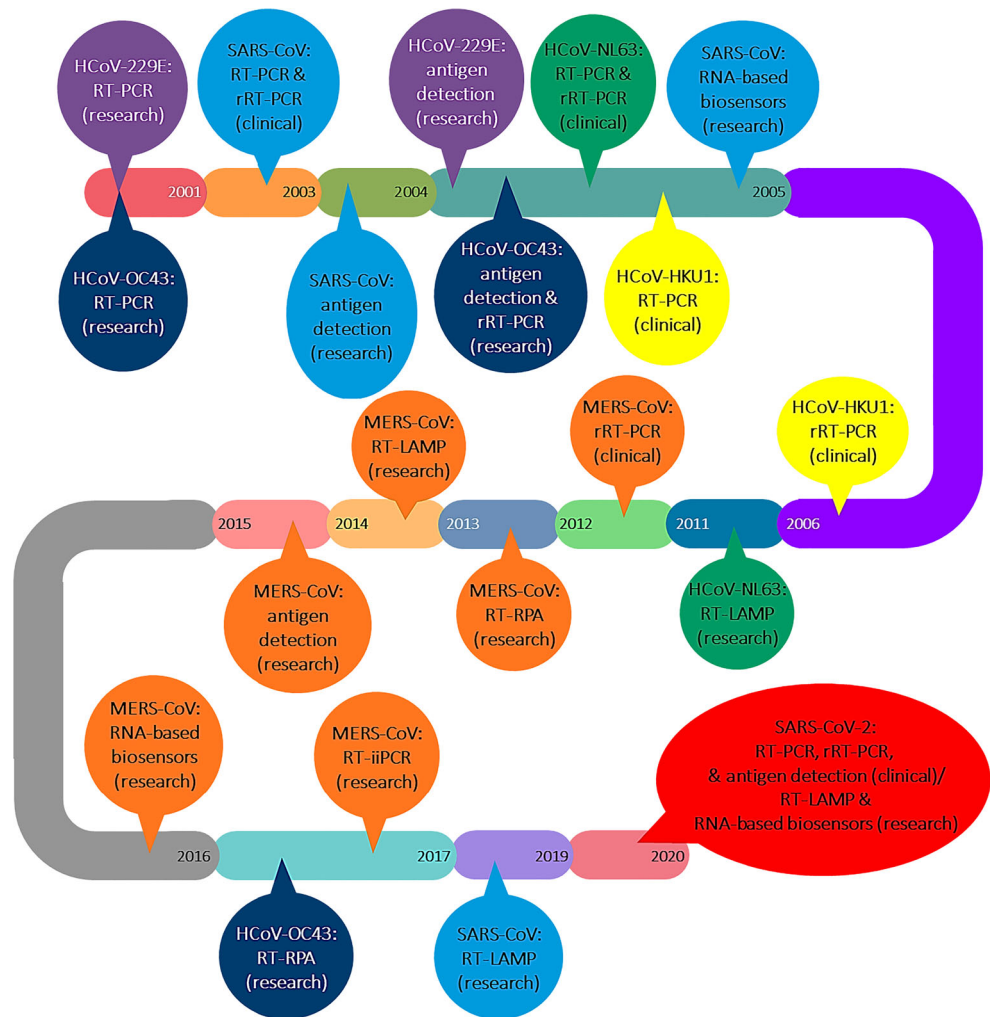 HCoV-229E:
RT-PCR
(research)
SARS-CoV:
RT-PCR &
rRT-PCR
(clinical)
HCoV-229E:
antigen
detection
(research)
HCoV-NL63:
RT-PCR &
rRT-PCR
(clinical)
SARS-CoV:
RNA-based
biosensors
(research)
2001
2003
2004
2005
HCoV-OC43:
RT-PCR
(research)
SARS-CoV:
antigen
detection
(research)
HCoV-OC43:
antigen
detection &
rRT-PCR
(research)
HCoV-HKU1:
RT-PCR
(clinical)
MERS-CoV:
RT-LAMP
(research)
MERS-CoV:
rRT-PCR
(clinical)
HCoV-HKU1:
rRT-PCR
(clinical)
2015
2014
2013
2012
2011
2006
MERS-CoV:
antigen
detection
(research)
MERS-CoV:
RT-RPA
(research)
HCoV-NL63:
RT-LAMP
(research)
MERS-CoV:
RNA-based
biosensors
(research)
MERS-CoV:
RT-iiPCR
(research)
SARS-CoV-2:
RT-PCR, rRT-PCR,
& antigen detection (clinical)/
RT-LAMP &
RNA-based biosensors (research)
2016
2017
2019
2020
HCoV-OC43:
RT-RPA
(research)
SARS-CoV:
RT-LAMP
(research)